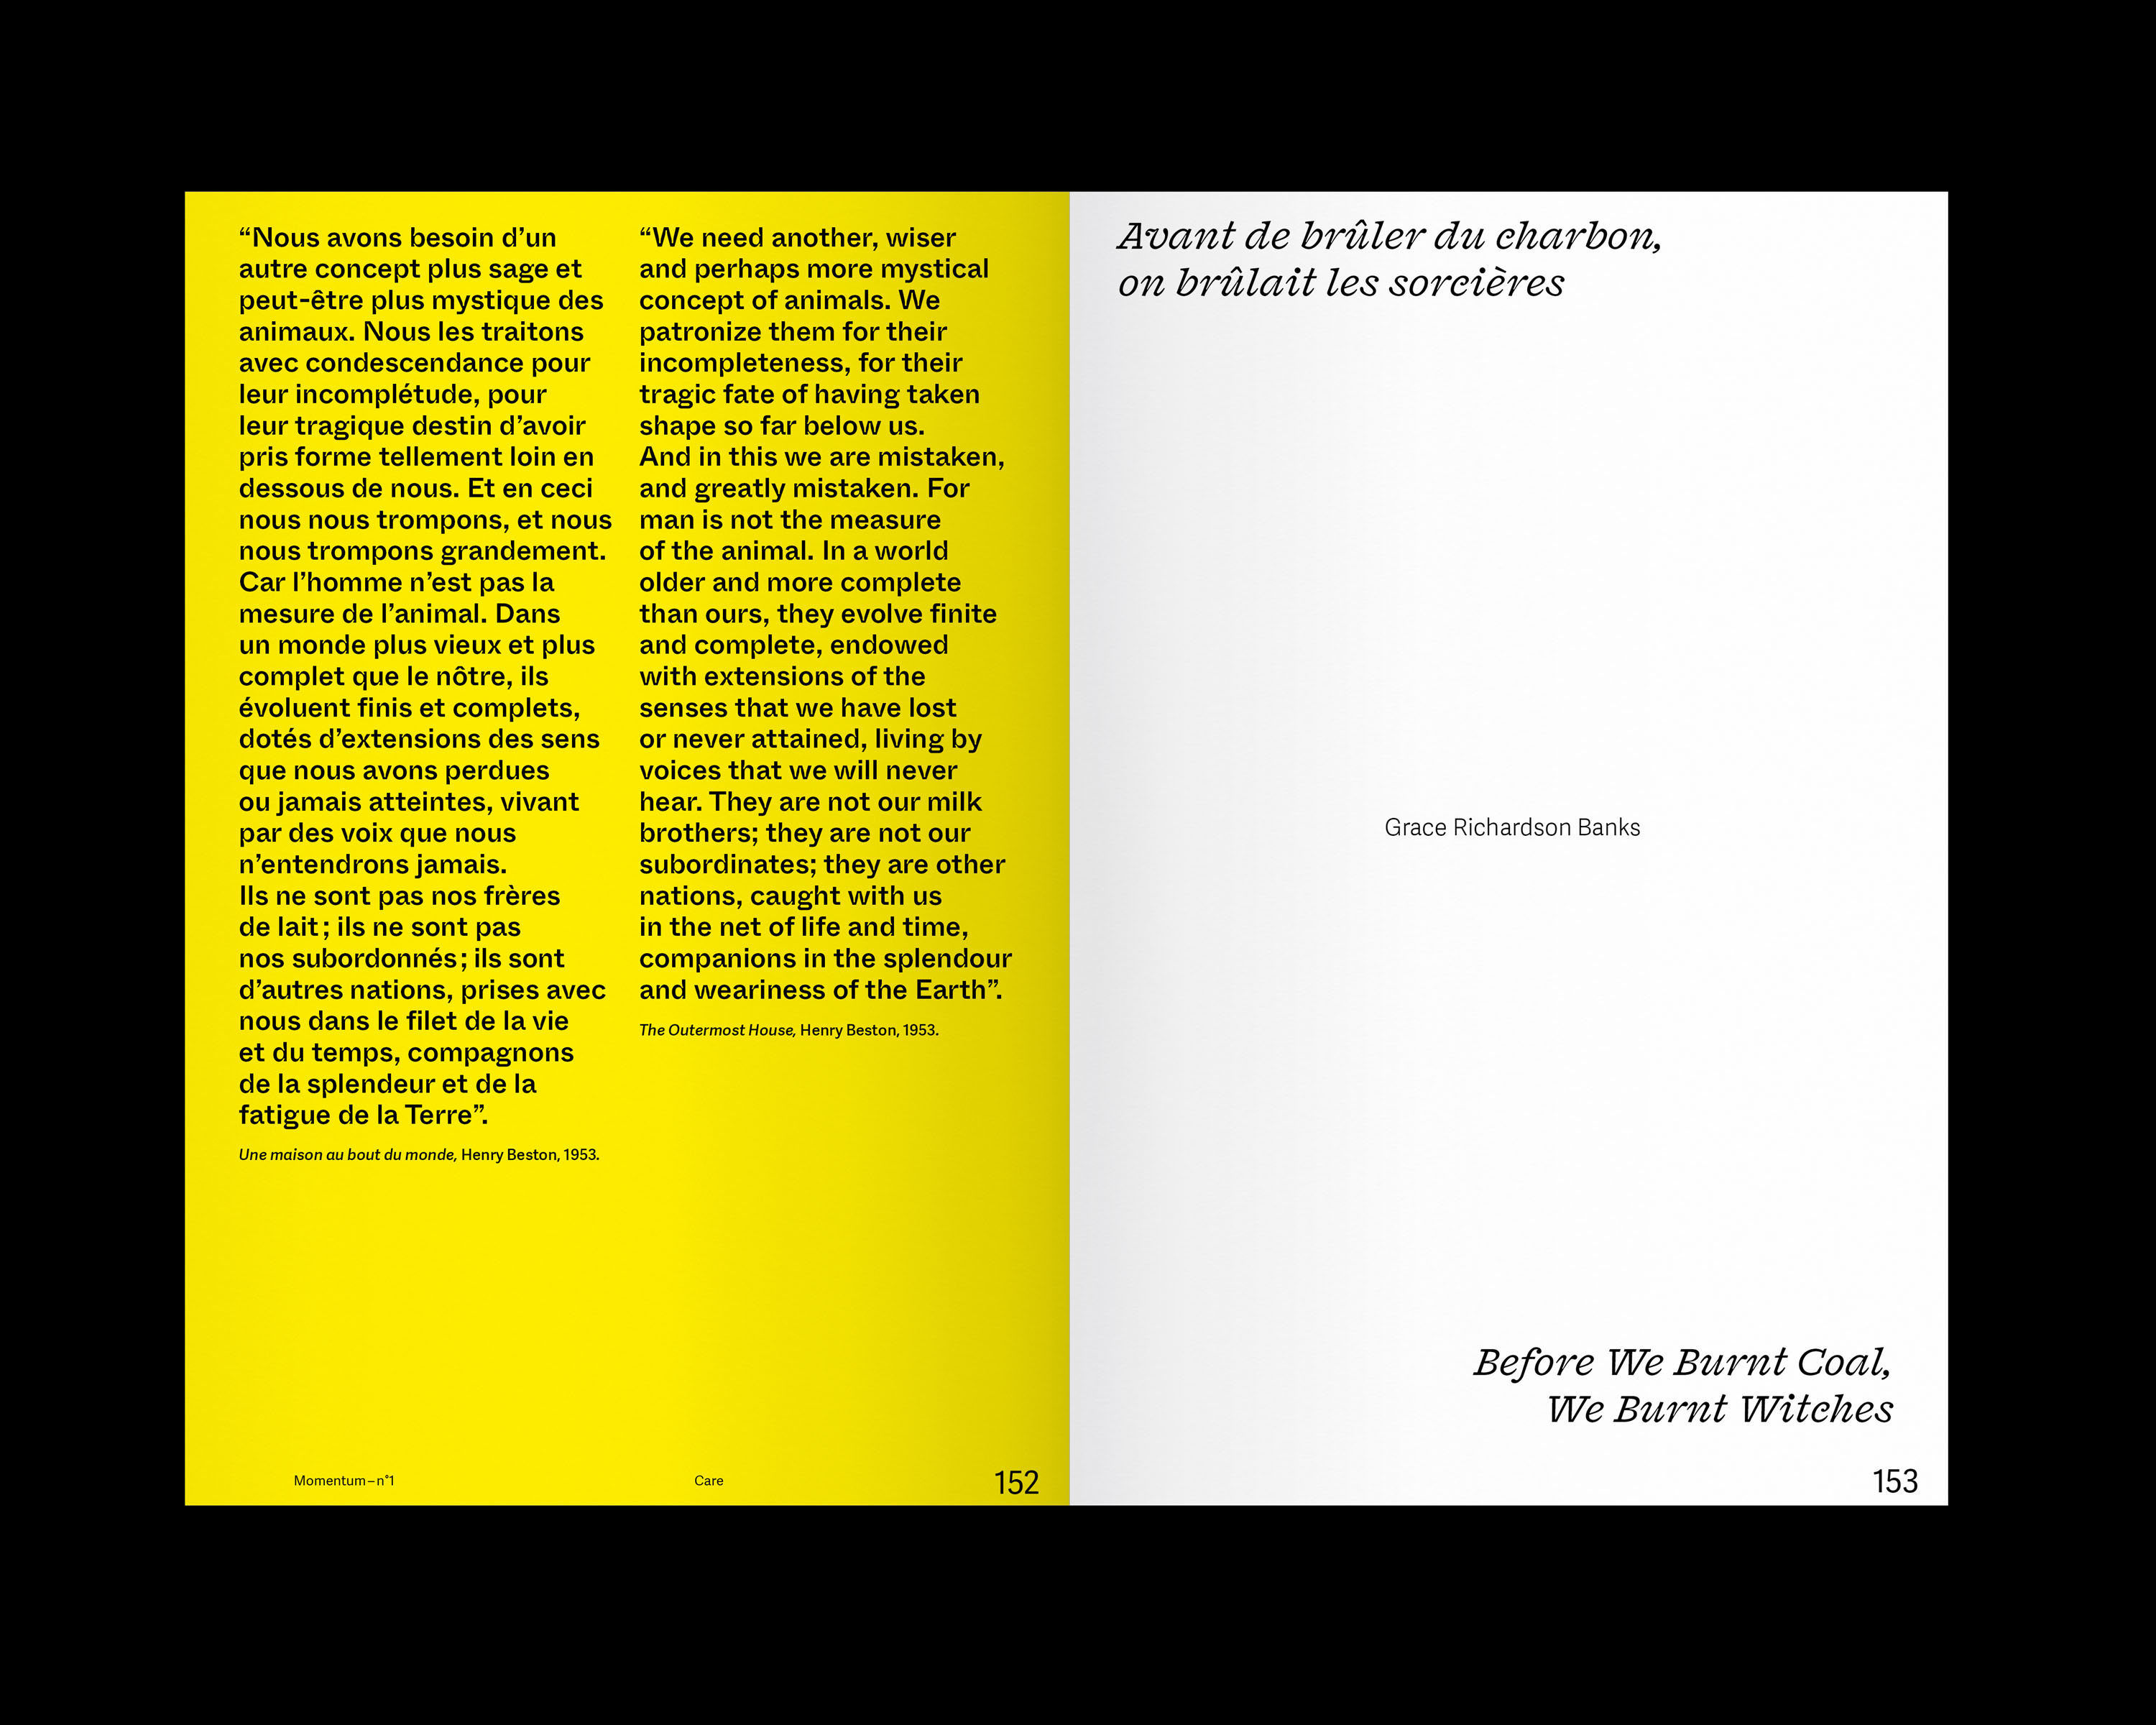 “Nous avons besoin d’un
autre concept plus sage et
peut-être plus mystique des
animaux. Nous les traitons
avec condescendance pour
leur incomplétude, pour
leur tragique destin d’avoir
pris forme tellement loin en
dessous de nous. Et en ceci
nous nous trompons, et nous
nous trompons grandement.
Car l’homme n’est pas la
mesure de l’animal. Dans
un monde plus vieux et plus
complet que le nôtre, ils
évoluent finis et complets,
dotés d’extensions des sens
que nous avons perdues
ou jamais atteintes, vivant
par des voix que nous
n’entendrons jamais.
Ils ne sont pas nos frères
de lait ; ils ne sont pas
nos subordonnés ; ils sont
d’autres nations, prises avec
nous dans le filet de la vie
et du temps, compagnons
de la splendeur et de la
fatigue de la Terre”.
Une maison au bout du monde, Henry Beston, 1953.
“We need another, wiser
and perhaps more mystical
concept of animals. We
patronize them for their
incompleteness, for their
tragic fate of having taken
shape so far below us.
And in this we are mistaken,
and greatly mistaken. For
man is not the measure
of the animal. In a world
older and more complete
than ours, they evolve finite
and complete, endowed
with extensions of the
senses that we have lost
or never attained, living by
voices that we will never
hear. They are not our milk
brothers; they are not our
subordinates; they are other
nations, caught with us
in the net of life and time,
companions in the splendour
and weariness of the Earth”.
The Outermost House, Henry Beston, 1953.
Momentum – n°1
Care
152
Avant de brûler du charbon,
on brûlait les sorcières
Grace Richardson Banks
Before We Burnt Coal,
We Burnt Witches
153